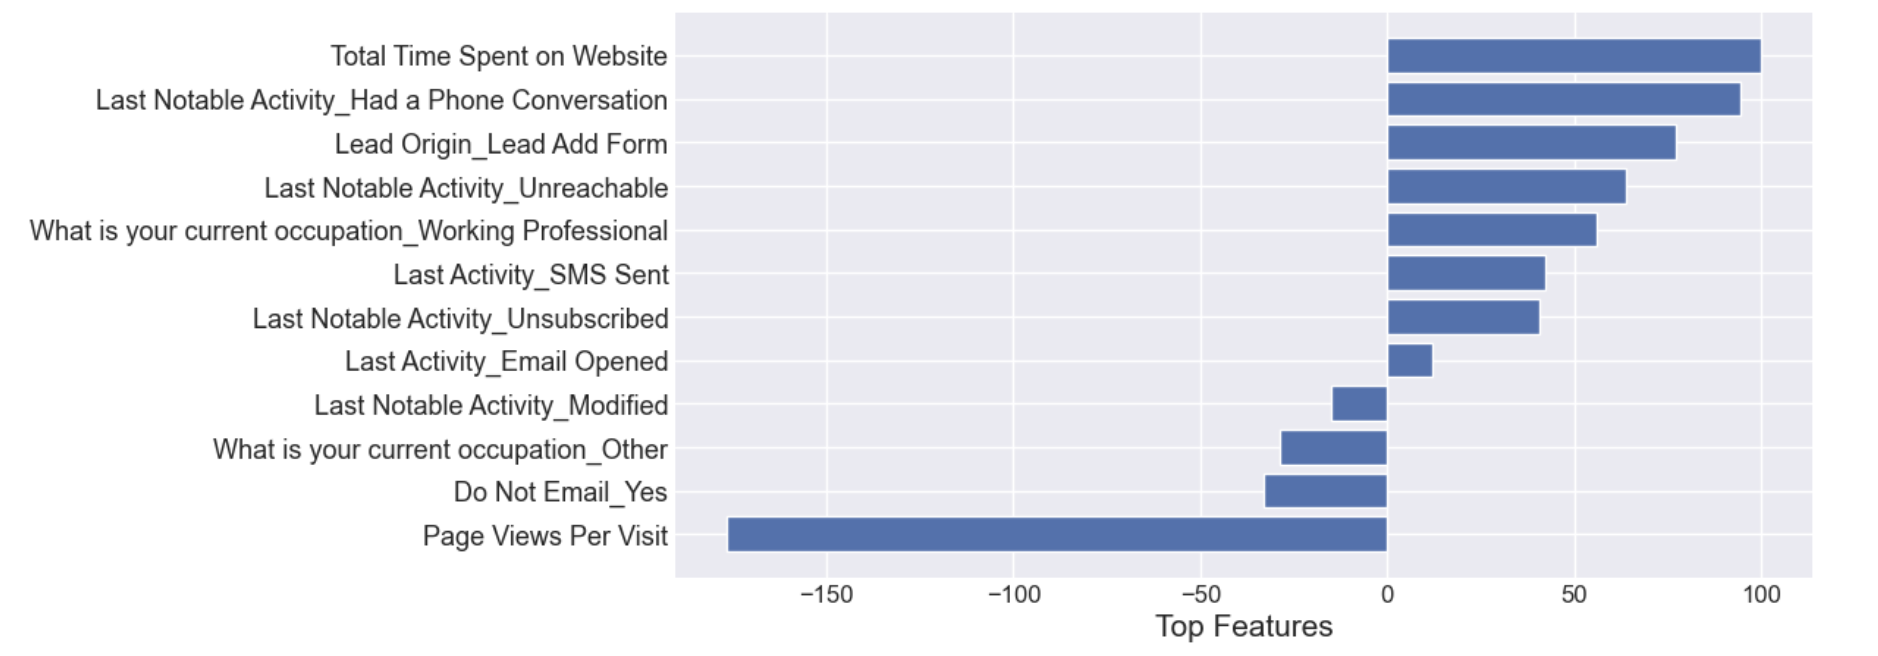 Total Time Spent on Website
Last Notable Activity_Had a Phone Conversation
Lead Origin_Lead Add Form
Last Notable Activity_Unreachable
What is your current occupation_Working Professional
Last Activity_SMS Sent
Last Notable Activity_Unsubscribed
Last Activity_Email Opened
Last Notable Activity_Modified
What is your current occupation_Other
Do Not Email_Yes
Page Views Per Visit
−150 −100 −50 0 50 100
Top Features